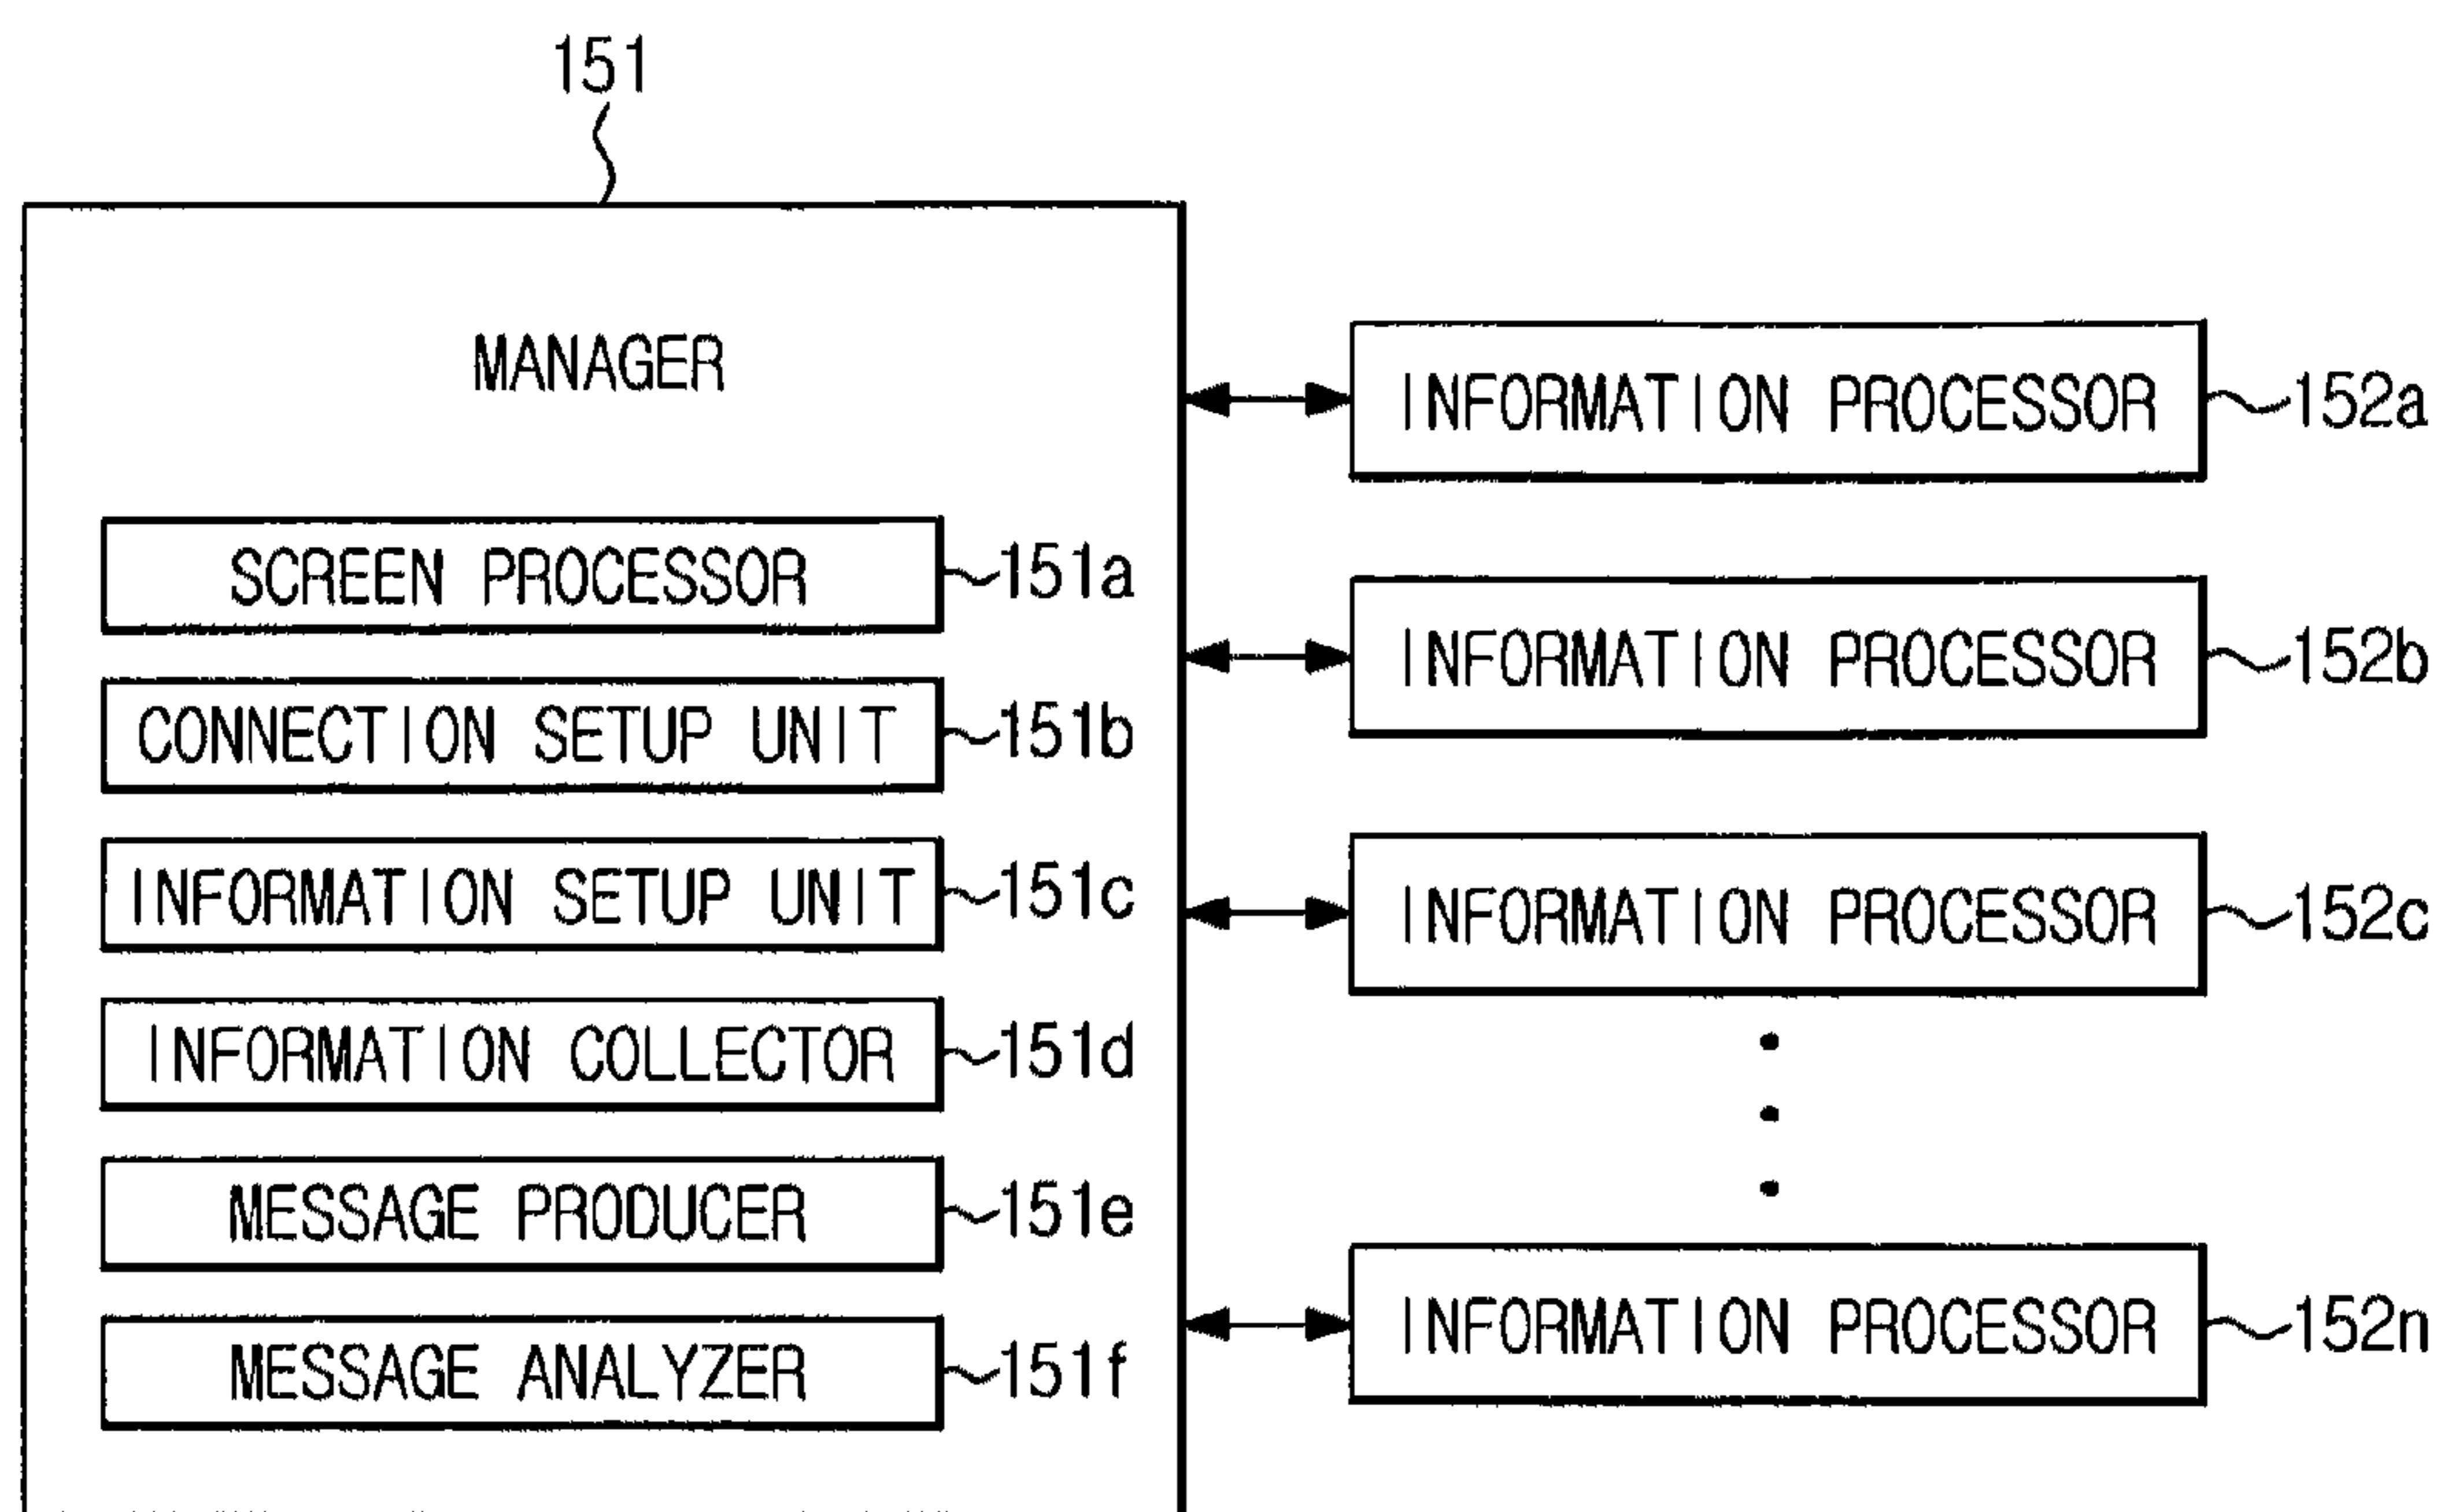 151
MANAGER
SCREEN PROCESSOR 151a
CONNECTION SETUP UNIT 151b
INFORMATION SETUP UNIT 151c
INFORMATION COLLECTOR 151d
MESSAGE PRODUCER 151e
MESSAGE ANALYZER 151f
INFORMATION PROCESSOR 152a
INFORMATION PROCESSOR 152b
INFORMATION PROCESSOR 152c
INFORMATION PROCESSOR 152n